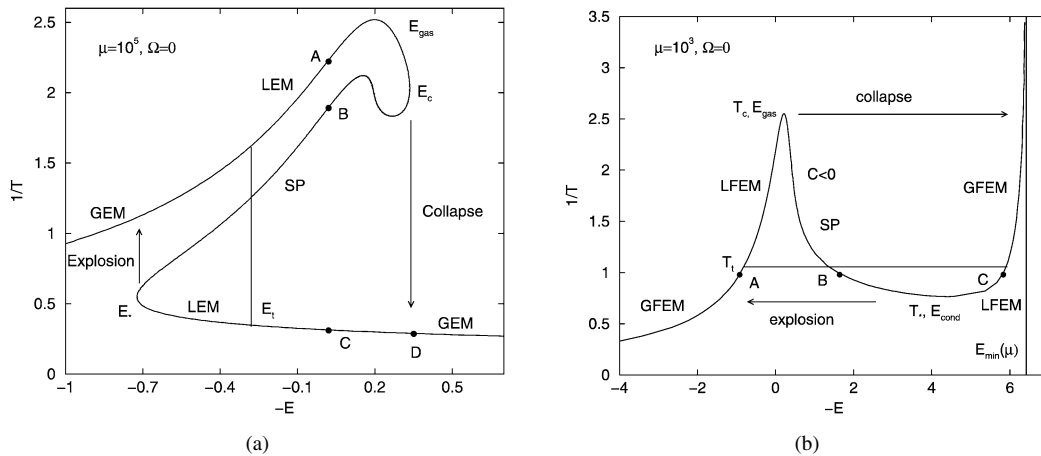 2.5
2
1.5
1
0.5
0
1/T
μ=10⁵, Ω=0
E_gas
A
LEM
E_c
B
SP
GEM
Collapse
Explosion
E_*
LEM
E_t
GEM
C
D
-1
-0.7
-0.4
-0.1
0.2
0.5
-E
(a)
3.5
3
2.5
2
1.5
1
0.5
0
1/T
μ=10³, Ω=0
collapse
T_c, E_gas
C<0
LFEM
GFEM
SP
T_t
A
B
C
GFEM
T_*, E_cond
LFEM
explosion
E_min(μ)
-4
-2
0
2
4
6
-E
(b)